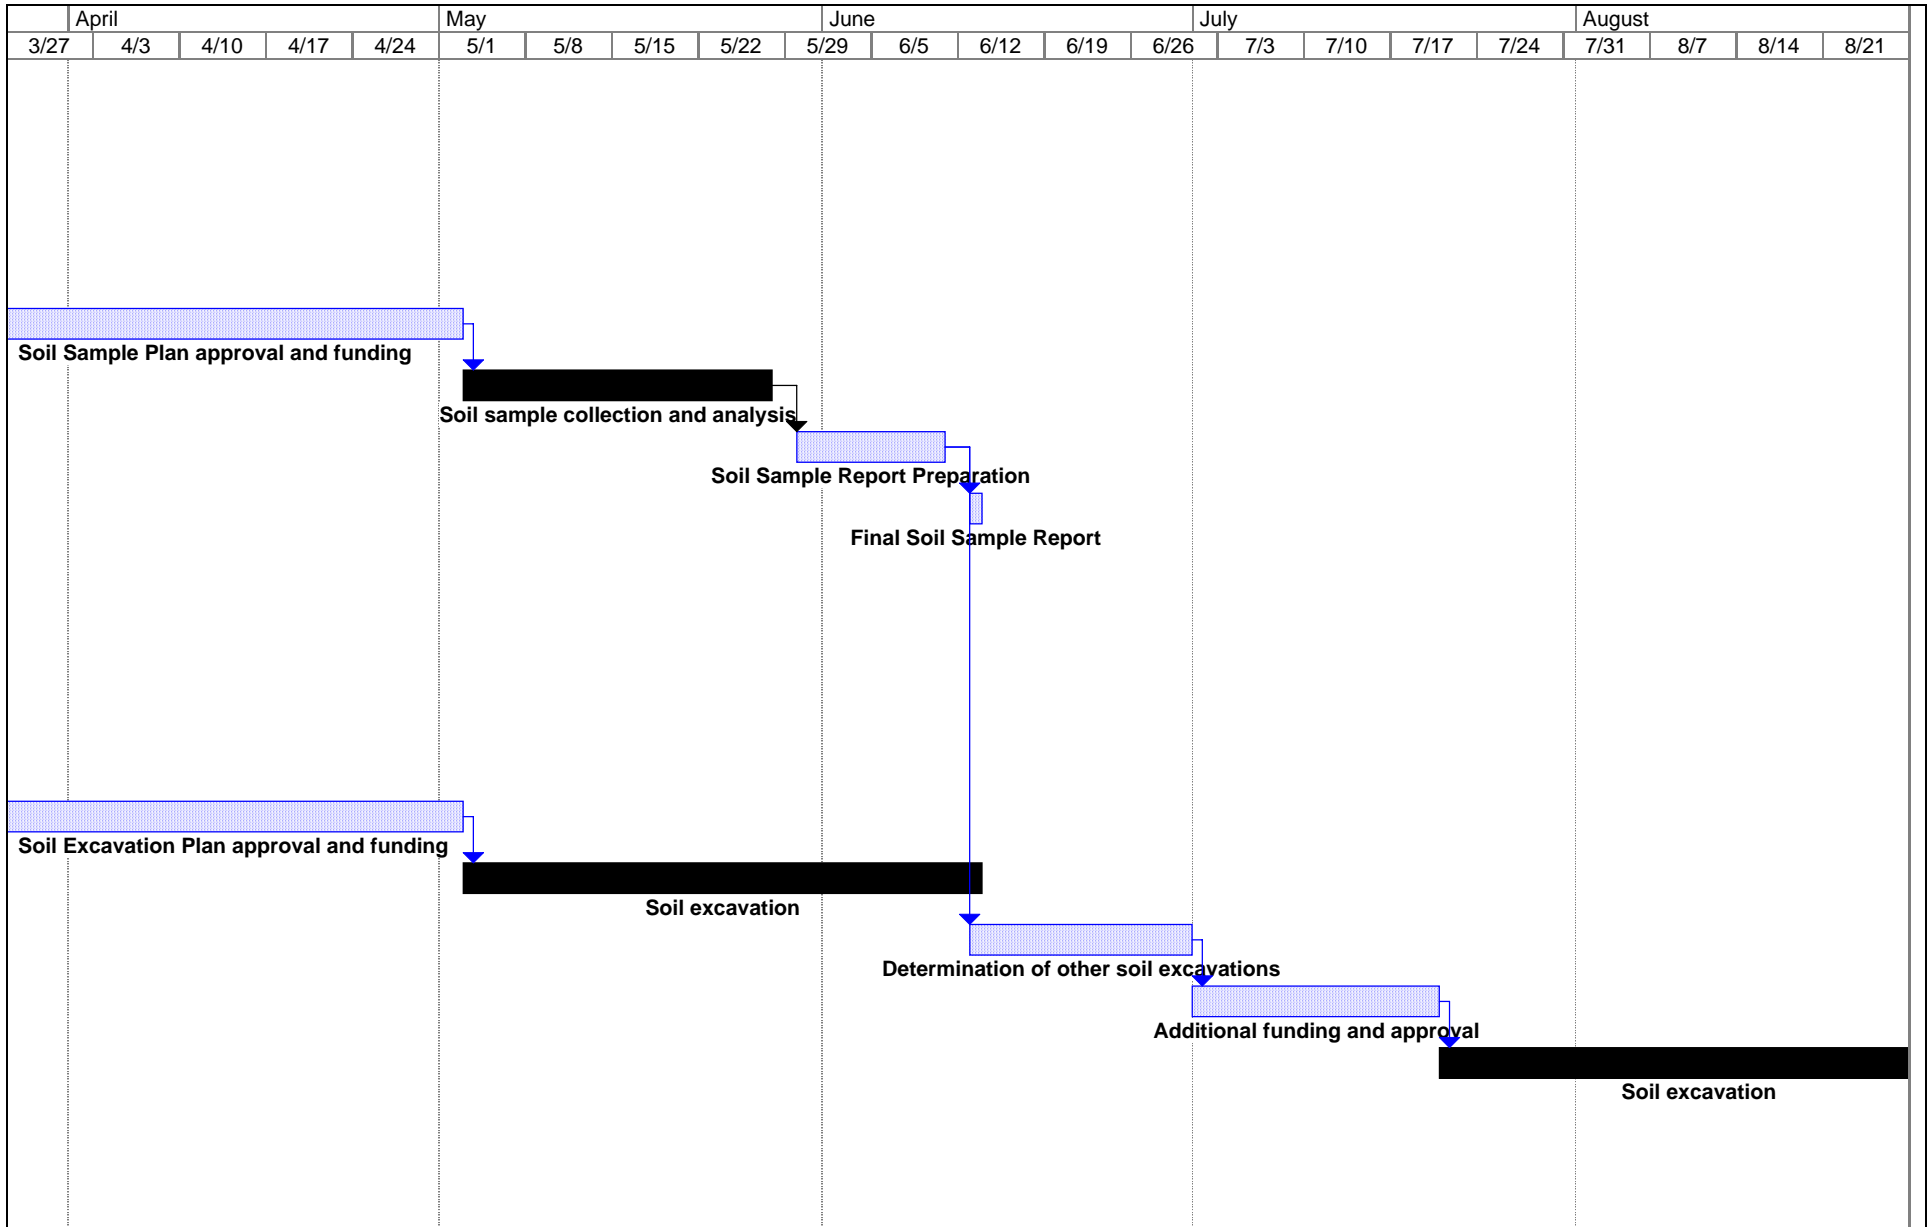 April May June July August
3/27 4/3 4/10 4/17 4/24 5/1 5/8 5/15 5/22 5/29 6/5 6/12 6/19 6/26 7/3 7/10 7/17 7/24 7/31 8/7 8/14 8/21
Soil Sample Plan approval and funding
Soil sample collection and analysis
Soil Sample Report Preparation
Final Soil Sample Report
Soil Excavation Plan approval and funding
Soil excavation
Determination of other soil excavations
Additional funding and approval
Soil excavation